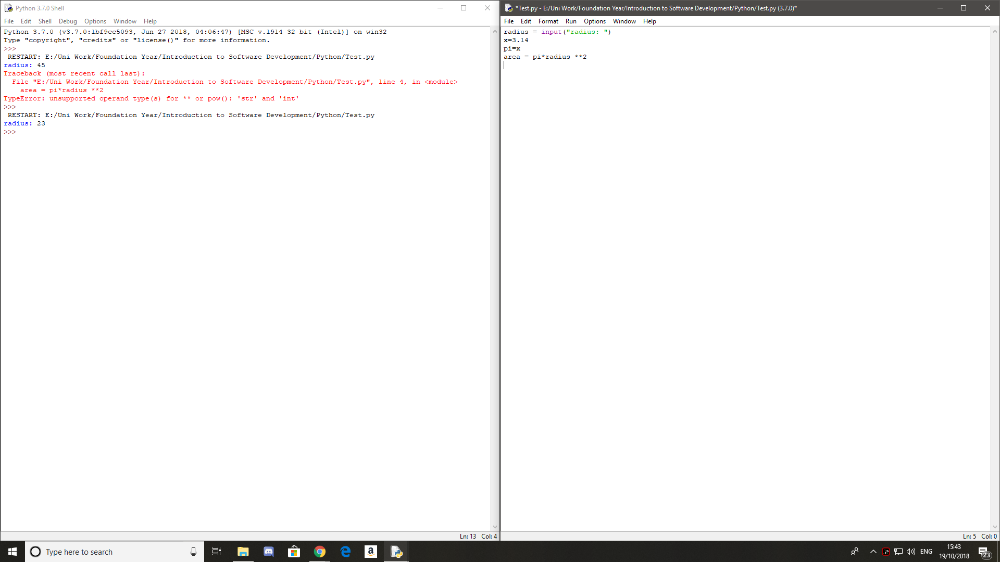 Python 3.7.0 Shell
File Edit Shell Debug Options Window Help
Python 3.7.0 (v3.7.0:1bf9cc5093, Jun 27 2018, 04:06:47) [MSC v.1914 32 bit (Intel)] on win32
Type "copyright", "credits" or "license()" for more information.
>>>
RESTART: E:/Uni Work/Foundation Year/Introduction to Software Development/Python/Test.py
radius: 45
Traceback (most recent call last):
File "E:/Uni Work/Foundation Year/Introduction to Software Development/Python/Test.py", line 4, in <module>
area = pi*radius **2
TypeError: unsupported operand type(s) for ** or pow(): 'str' and 'int'
>>>
RESTART: E:/Uni Work/Foundation Year/Introduction to Software Development/Python/Test.py
radius: 23
>>>
Ln: 13 Col: 4
*Test.py - E:/Uni Work/Foundation Year/Introduction to Software Development/Python/Test.py (3.7.0)*
File Edit Format Run Options Window Help
radius = input("radius: ")
x=3.14
pi=x
area = pi*radius **2
Ln: 5 Col: 0
Type here to search
a
ENG
15:43
19/10/2018
23